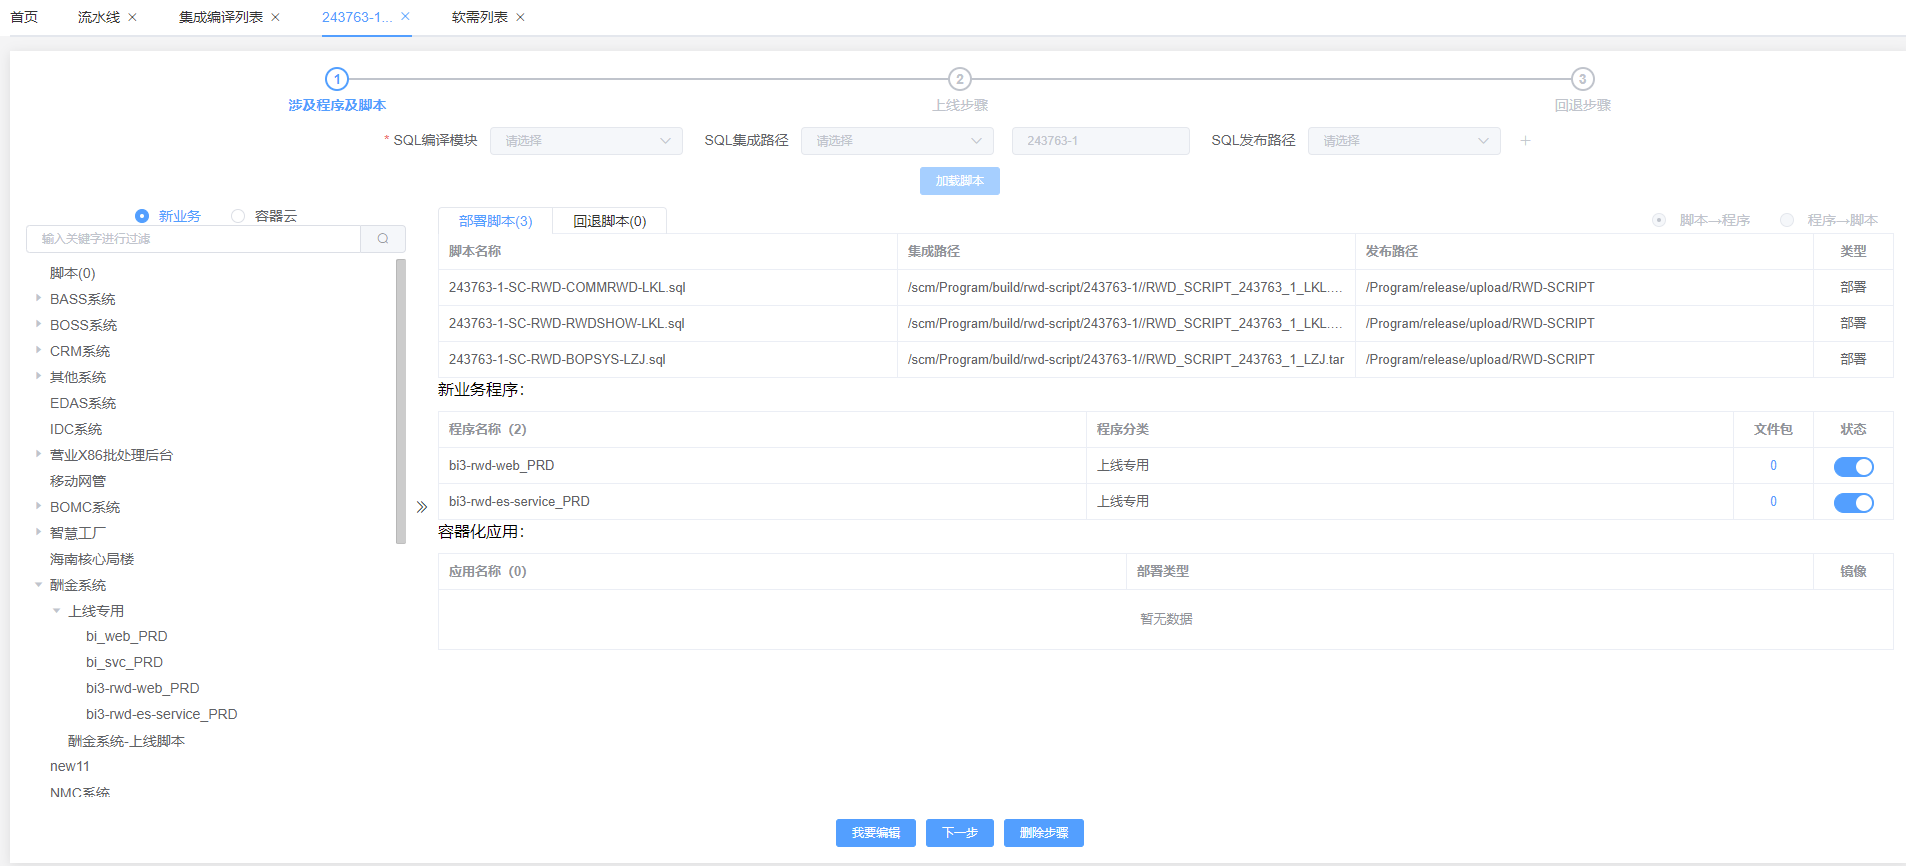 首页 流水线 × 集成编译列表 × 243763-1... × 软需列表 ×
1 2 3
涉及程序及脚本 上线步骤 回退步骤
* SQL编译模块 请选择 SQL集成路径 请选择 243763-1 SQL发布路径 请选择 +
加载脚本
新业务 容器云
输入关键字进行过滤
脚本(0)
BASS系统
BOSS系统
CRM系统
其他系统
EDAS系统
IDC系统
营业X86批处理后台
移动网管
BOMC系统
智慧工厂
海南核心局楼
酬金系统
上线专用
bi_web_PRD
bi_svc_PRD
bi3-rwd-web_PRD
bi3-rwd-es-service_PRD
酬金系统-上线脚本
new11
NMC系统
部署脚本(3) 回退脚本(0) 脚本→程序 程序→脚本
脚本名称 集成路径 发布路径 类型
243763-1-SC-RWD-COMMRWD-LKL.sql /scm/Program/build/rwd-script/243763-1//RWD_SCRIPT_243763_1_LKL.... /Program/release/upload/RWD-SCRIPT 部署
243763-1-SC-RWD-RWDSHOW-LKL.sql /scm/Program/build/rwd-script/243763-1//RWD_SCRIPT_243763_1_LKL.... /Program/release/upload/RWD-SCRIPT 部署
243763-1-SC-RWD-BOPSYS-LZJ.sql /scm/Program/build/rwd-script/243763-1//RWD_SCRIPT_243763_1_LZJ.tar /Program/release/upload/RWD-SCRIPT 部署
新业务程序：
程序名称（2） 程序分类 文件包 状态
bi3-rwd-web_PRD 上线专用 0
bi3-rwd-es-service_PRD 上线专用 0
容器化应用：
应用名称（0） 部署类型 镜像
暂无数据
我要编辑 下一步 删除步骤